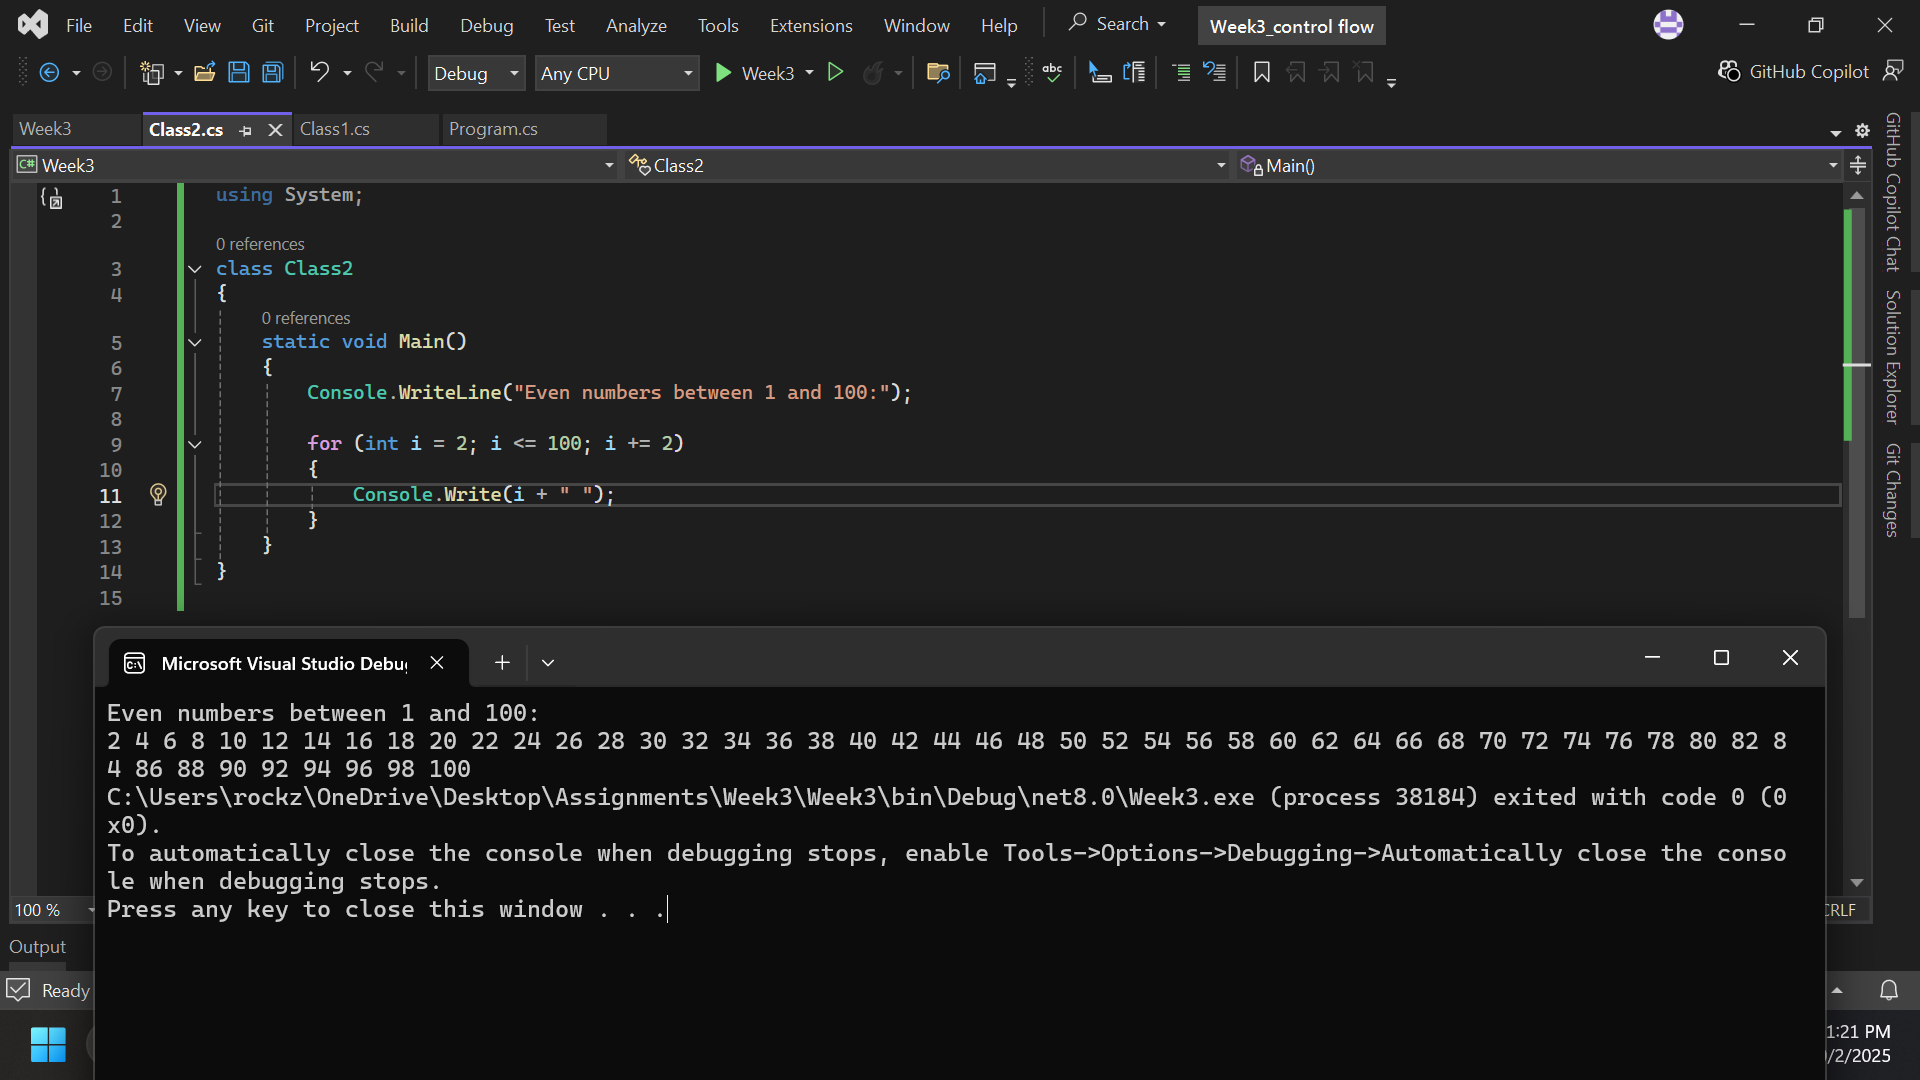 File Edit View Git Project Build Debug Test Analyze Tools Extensions Window Help Search Week3_control flow
Debug Any CPU Week3 abc GitHub Copilot
Week3 Class2.cs Class1.cs Program.cs
C# Week3 Class2 Main()
1 using System;
2
0 references
3 class Class2
4 {
0 references
5 static void Main()
6 {
7 Console.WriteLine("Even numbers between 1 and 100:");
8
9 for (int i = 2; i <= 100; i += 2)
10 {
11 Console.Write(i + " ");
12 }
13 }
14 }
15
GitHub Copilot Chat
Solution Explorer
Git Changes
Microsoft Visual Studio Debu
Even numbers between 1 and 100:
2 4 6 8 10 12 14 16 18 20 22 24 26 28 30 32 34 36 38 40 42 44 46 48 50 52 54 56 58 60 62 64 66 68 70 72 74 76 78 80 82 8
4 86 88 90 92 94 96 98 100
C:\Users\rockz\OneDrive\Desktop\Assignments\Week3\Week3\bin\Debug\net8.0\Week3.exe (process 38184) exited with code 0 (0
x0).
To automatically close the console when debugging stops, enable Tools->Options->Debugging->Automatically close the conso
le when debugging stops.
Press any key to close this window . . .
100 %
CRLF
Output
Ready
1:21 PM
/2/2025